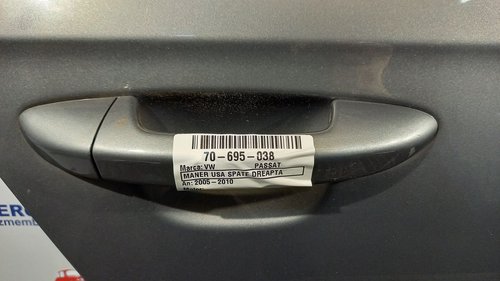 70-695-038
Marca: VW PASSAT
MANER USA SPATE DREAPTA
An: 2005-2010